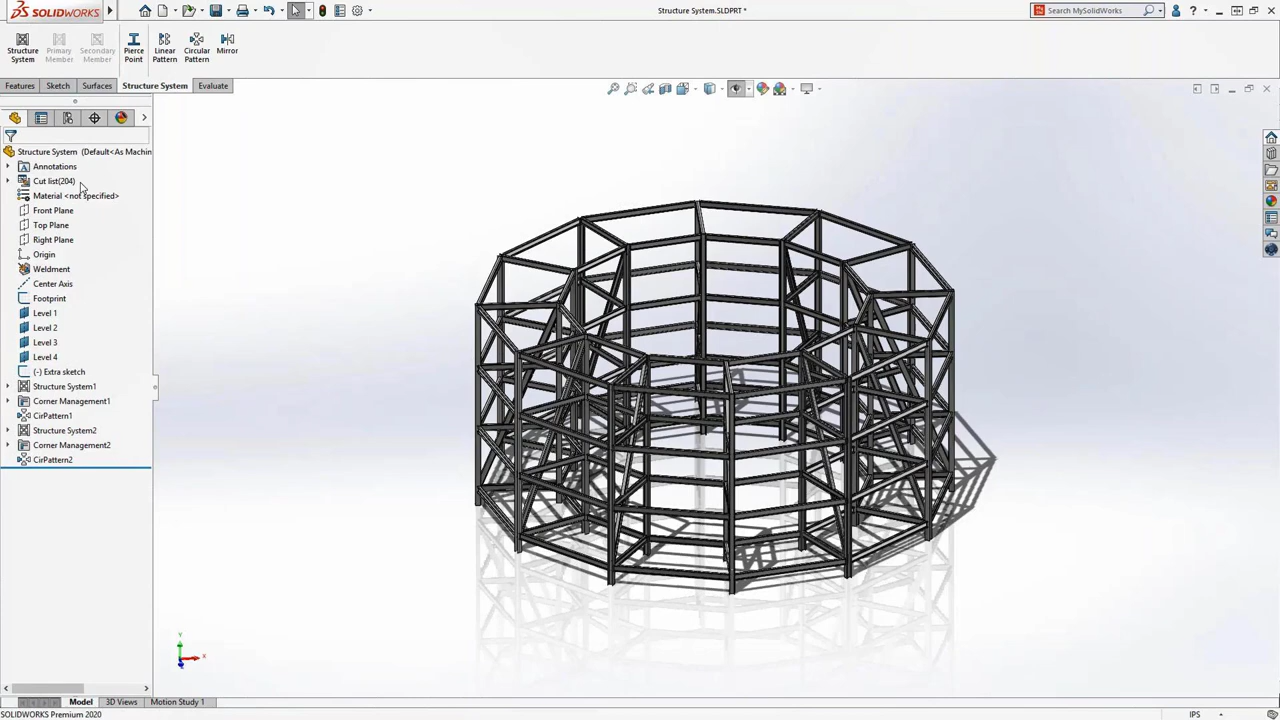 SOLIDWORKS
Structure System.SLDPRT *
Search MySolidWorks
Structure System
Primary Member
Secondary Member
Pierce Point
Linear Pattern
Circular Pattern
Mirror
Features
Sketch
Surfaces
Structure System
Evaluate
Structure System (Default<As Machin
Annotations
Cut list(204)
Material <not specified>
Front Plane
Top Plane
Right Plane
Origin
Weldment
Center Axis
Footprint
Level 1
Level 2
Level 3
Level 4
(-) Extra sketch
Structure System1
Corner Management1
CirPattern1
Structure System2
Corner Management2
CirPattern2
Y
X
Model
3D Views
Motion Study 1
SOLIDWORKS Premium 2020
IPS